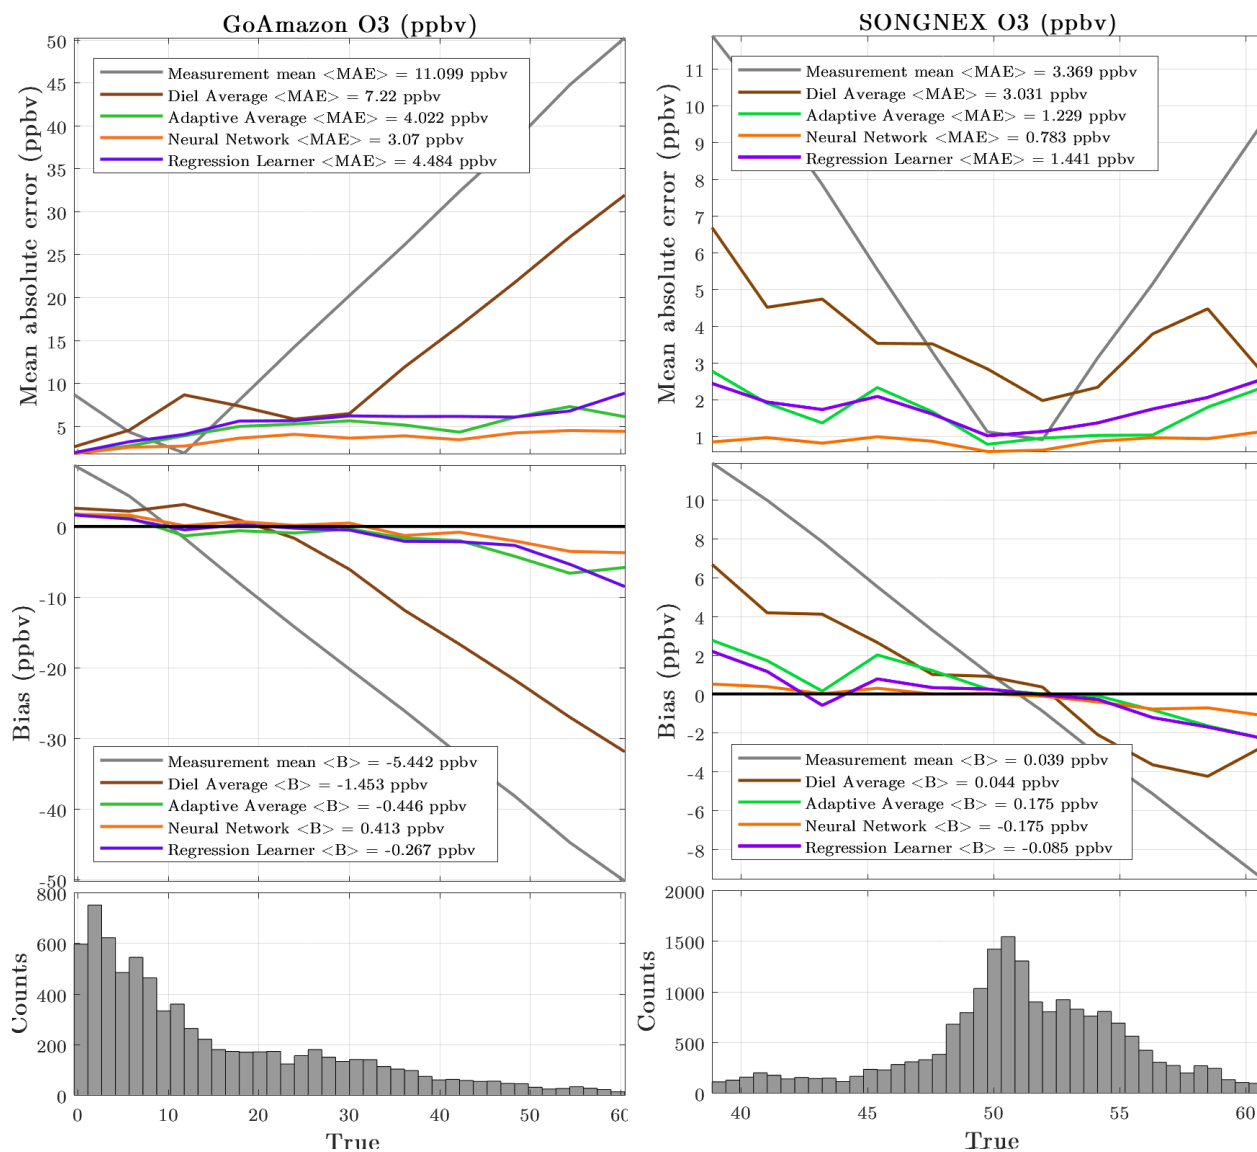 GoAmazon O3 (ppbv)
50
45
40
35
30
25
20
15
10
5
Mean absolute error (ppbv)
Measurement mean <MAE> = 11.099 ppbv
Diel Average <MAE> = 7.22 ppbv
Adaptive Average <MAE> = 4.022 ppbv
Neural Network <MAE> = 3.07 ppbv
Regression Learner <MAE> = 4.484 ppbv
0
-10
-20
-30
-40
-50
Bias (ppbv)
Measurement mean <B> = -5.442 ppbv
Diel Average <B> = -1.453 ppbv
Adaptive Average <B> = -0.446 ppbv
Neural Network <B> = 0.413 ppbv
Regression Learner <B> = -0.267 ppbv
800
600
400
200
0
Counts
0 10 20 30 40 50 60
True
SONGNEX O3 (ppbv)
11
10
9
8
7
6
5
4
3
2
1
Mean absolute error (ppbv)
Measurement mean <MAE> = 3.369 ppbv
Diel Average <MAE> = 3.031 ppbv
Adaptive Average <MAE> = 1.229 ppbv
Neural Network <MAE> = 0.783 ppbv
Regression Learner <MAE> = 1.441 ppbv
10
8
6
4
2
0
-2
-4
-6
-8
Bias (ppbv)
Measurement mean <B> = 0.039 ppbv
Diel Average <B> = 0.044 ppbv
Adaptive Average <B> = 0.175 ppbv
Neural Network <B> = -0.175 ppbv
Regression Learner <B> = -0.085 ppbv
2000
1500
1000
500
0
Counts
40 45 50 55 60
True